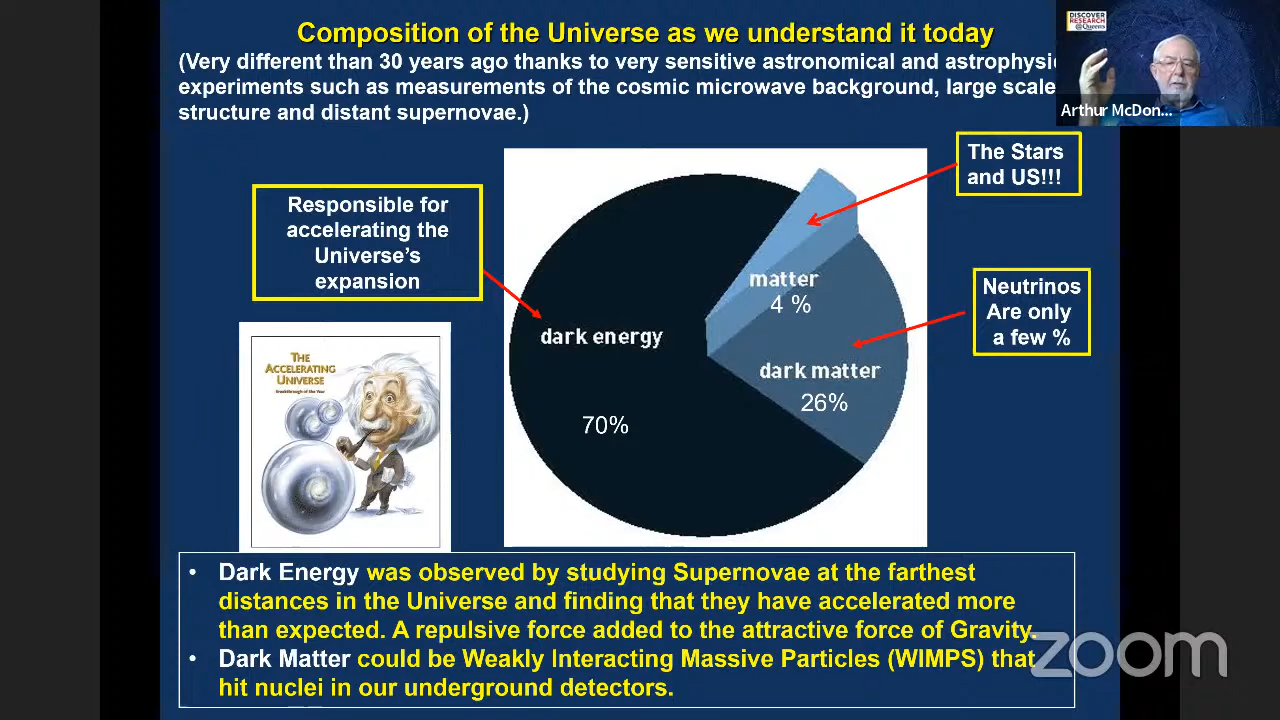 Composition of the Universe as we understand it today
(Very different than 30 years ago thanks to very sensitive astronomical and astrophysic
experiments such as measurements of the cosmic microwave background, large scale
structure and distant supernovae.)
DISCOVER
RESEARCH
@Queens
Arthur McDon...
The Stars
and US!!!
Responsible for
accelerating the
Universe's
expansion
matter
4 %
Neutrinos
Are only
a few %
dark energy
70%
dark matter
26%
THE
ACCELERATING
UNIVERSE
Breakthrough of the Year
• Dark Energy was observed by studying Supernovae at the farthest
distances in the Universe and finding that they have accelerated more
than expected. A repulsive force added to the attractive force of Gravity.
• Dark Matter could be Weakly Interacting Massive Particles (WIMPS) that
hit nuclei in our underground detectors.
zoom